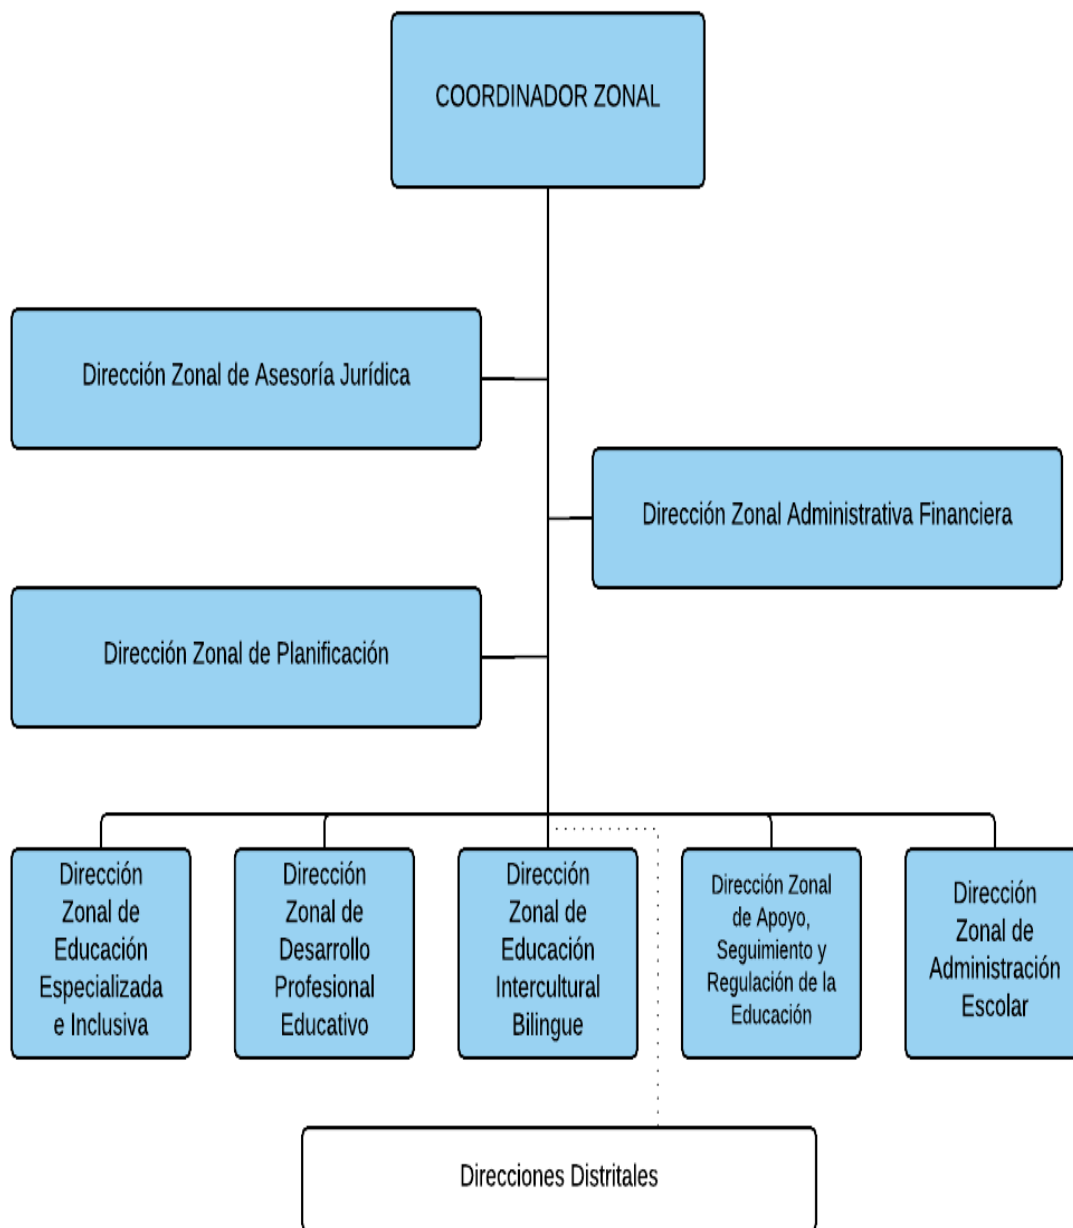 COORDINADOR ZONAL
Dirección Zonal de Asesoría Jurídica
Dirección Zonal Administrativa Financiera
Dirección Zonal de Planificación
Dirección
Zonal de
Educación
Especializada
e Inclusiva
Dirección
Zonal de
Desarrollo
Profesional
Educativo
Dirección
Zonal de
Educación
Intercultural
Bilingue
Dirección Zonal
de Apoyo,
Seguimiento y
Regulación de la
Educación
Dirección
Zonal de
Administración
Escolar
Direcciones Distritales